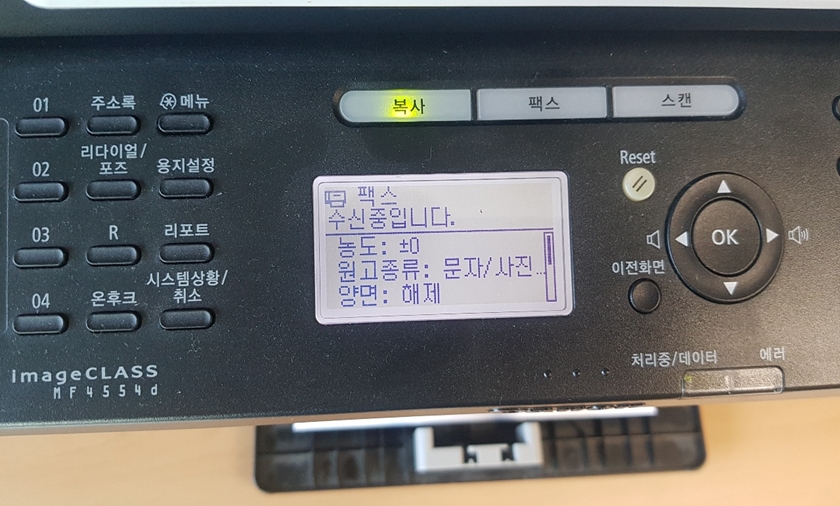 복사
팩스
스캔
01
주소록
메뉴
02
리다이얼/
포즈
용지설정
03
R
리포트
04
온후크
시스템상황/
취소
팩스
수신중입니다.
농도: ±0
원고종류: 문자/사진...
양면: 해제
Reset
OK
이전화면
처리중/데이터
에러
imageCLASS
MF4554d